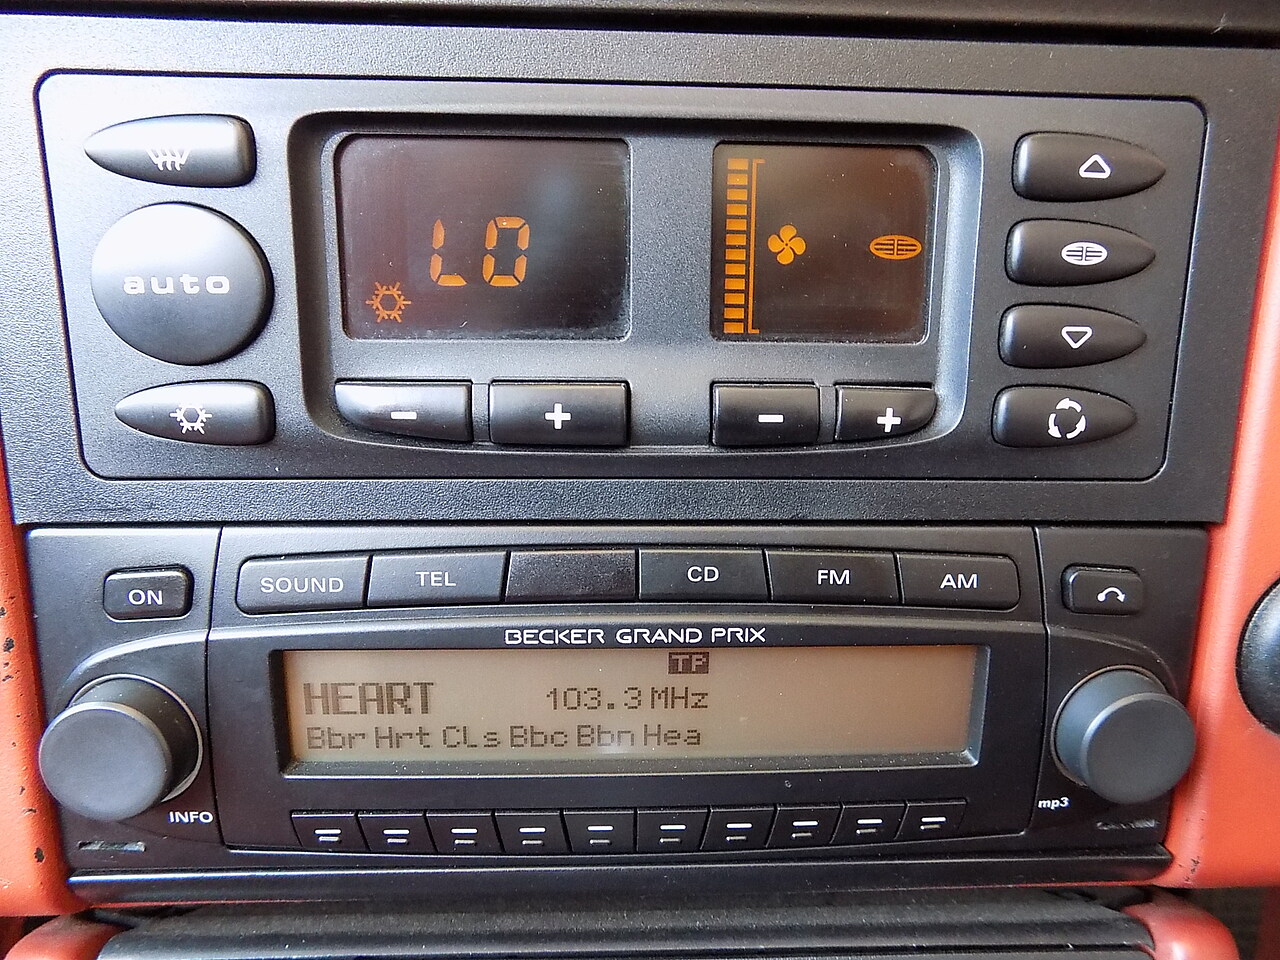 LO
auto
- + - +
SOUND TEL CD FM AM
ON
BECKER GRAND PRIX
TP
HEART 103.3 MHz
Bbr Hrt CLs Bbc Bbn Hea
INFO
mp3